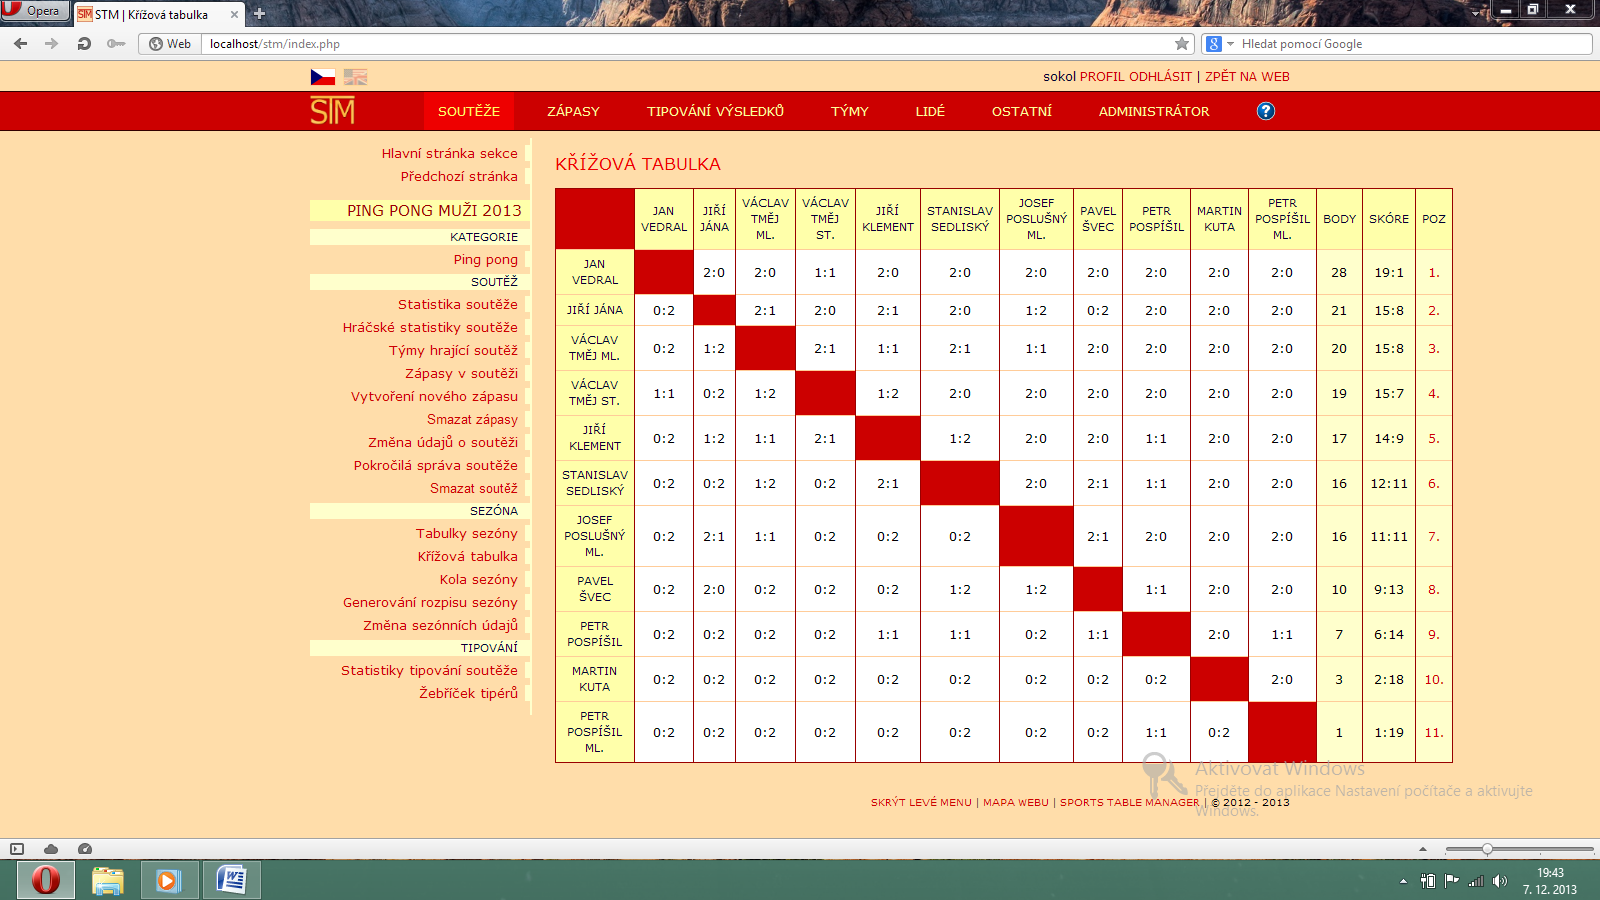 Opera
STM | Křížová tabulka
Web
localhost/stm/index.php
Hledat pomocí Google
sokol PROFIL ODHLÁSIT | ZPĚT NA WEB
STM
SOUTĚŽE ZÁPASY TIPOVÁNÍ VÝSLEDKŮ TÝMY LIDÉ OSTATNÍ ADMINISTRÁTOR ?
Hlavní stránka sekce
Předchozí stránka
PING PONG MUŽI 2013
KATEGORIE
Ping pong
SOUTĚŽ
Statistika soutěže
Hráčské statistiky soutěže
Týmy hrající soutěž
Zápasy v soutěži
Vytvoření nového zápasu
Smazat zápasy
Změna údajů o soutěži
Pokročilá správa soutěže
Smazat soutěž
SEZÓNA
Tabulky sezóny
Křížová tabulka
Kola sezóny
Generování rozpisu sezóny
Změna sezónních údajů
TIPOVÁNÍ
Statistiky tipování soutěže
Žebříček tipérů
KŘÍŽOVÁ TABULKA
JAN VEDRAL JIŘÍ JÁNA VÁCLAV TMĚJ ML. VÁCLAV TMĚJ ST. JIŘÍ KLEMENT STANISLAV SEDLISKÝ JOSEF POSLUŠNÝ ML. PAVEL ŠVEC PETR POSPÍŠIL MARTIN KUTA PETR POSPÍŠIL ML. BODY SKÓRE POZ
JAN VEDRAL 2:0 2:0 1:1 2:0 2:0 2:0 2:0 2:0 2:0 2:0 28 19:1 1.
JIŘÍ JÁNA 0:2 2:1 2:0 2:1 2:0 1:2 0:2 2:0 2:0 2:0 21 15:8 2.
VÁCLAV TMĚJ ML. 0:2 1:2 2:1 1:1 2:1 1:1 2:0 2:0 2:0 2:0 20 15:8 3.
VÁCLAV TMĚJ ST. 1:1 0:2 1:2 1:2 2:0 2:0 2:0 2:0 2:0 2:0 19 15:7 4.
JIŘÍ KLEMENT 0:2 1:2 1:1 2:1 1:2 2:0 2:0 1:1 2:0 2:0 17 14:9 5.
STANISLAV SEDLISKÝ 0:2 0:2 1:2 0:2 2:1 2:0 2:1 1:1 2:0 2:0 16 12:11 6.
JOSEF POSLUŠNÝ ML. 0:2 2:1 1:1 0:2 0:2 0:2 2:1 2:0 2:0 2:0 16 11:11 7.
PAVEL ŠVEC 0:2 2:0 0:2 0:2 0:2 1:2 1:2 1:1 2:0 2:0 10 9:13 8.
PETR POSPÍŠIL 0:2 0:2 0:2 0:2 1:1 1:1 0:2 1:1 2:0 1:1 7 6:14 9.
MARTIN KUTA 0:2 0:2 0:2 0:2 0:2 0:2 0:2 0:2 0:2 2:0 3 2:18 10.
PETR POSPÍŠIL ML. 0:2 0:2 0:2 0:2 0:2 0:2 0:2 0:2 1:1 0:2 1 1:19 11.
Aktivovat Windows
Přejděte do aplikace Nastavení počítače a aktivujte
Windows.
SKRÝT LEVÉ MENU | MAPA WEBU | SPORTS TABLE MANAGER | © 2012 - 2013
19:43
7. 12. 2013